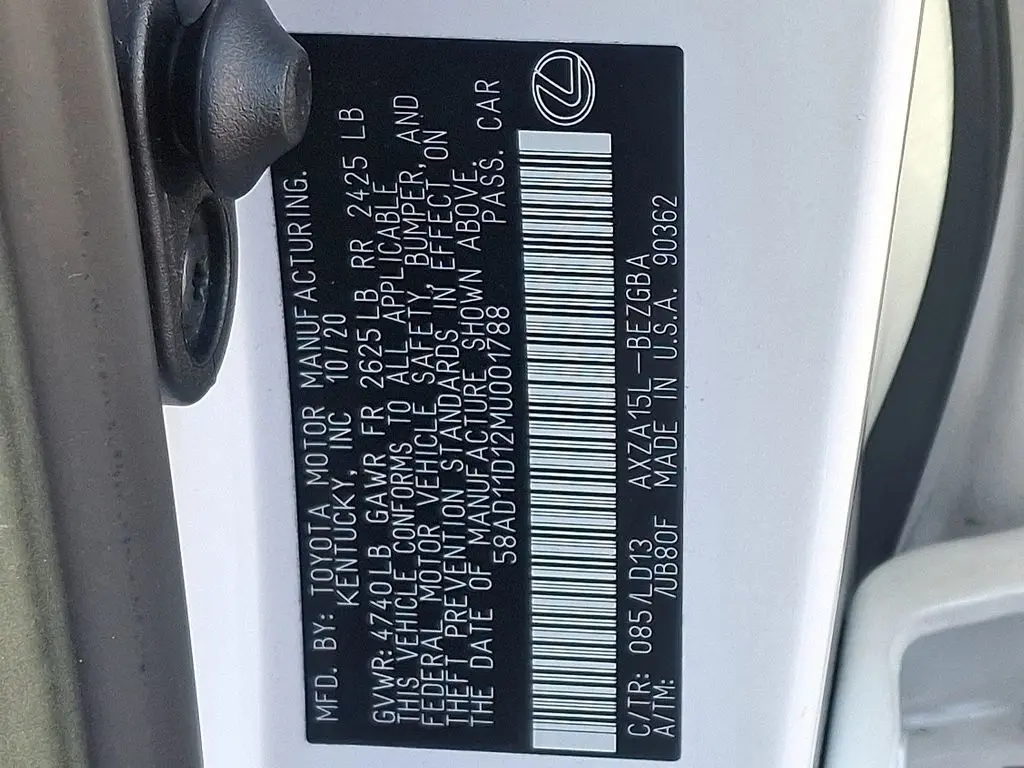 MFD. BY: TOYOTA MOTOR MANUFACTURING.
KENTUCKY, INC 10/20
GVWR: 4740LB GAWR FR 2625LB RR 2425 LB
THIS VEHICLE CONFORMS TO ALL APPLICABLE
FEDERAL MOTOR VEHICLE SAFETY, BUMPER, AND
THEFT PREVENTION STANDARDS IN EFFECT ON
THE DATE OF MANUFACTURE SHOWN ABOVE.
58AD11D12MU001788 PASS. CAR
C/TR: 085/LD13 AXZA15L-BEZGBA
A/TM: /UB80F MADE IN U.S.A. 90362